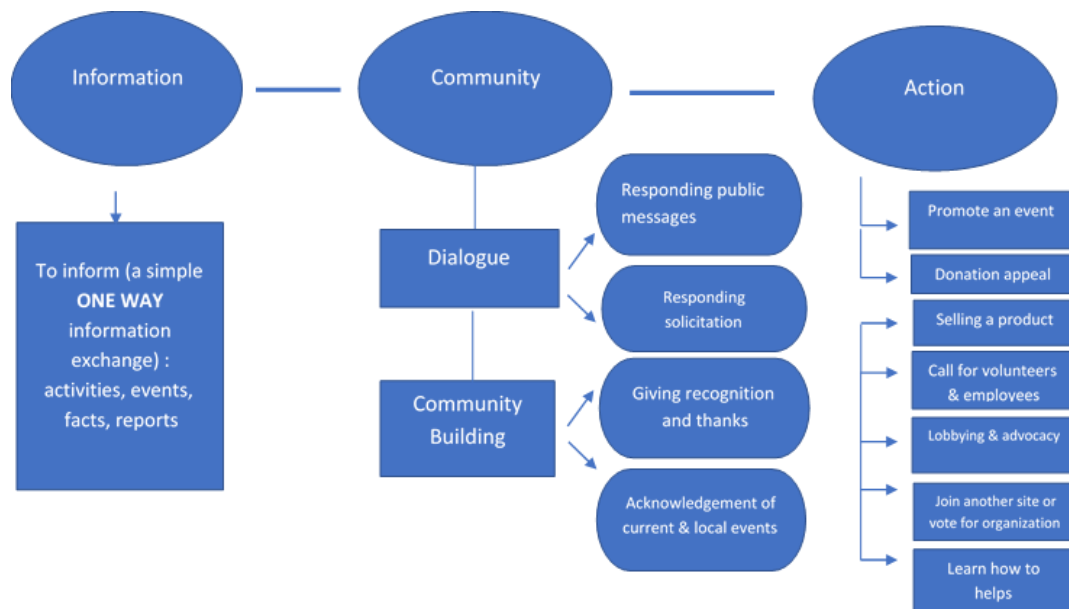 Information
Community
Action
To inform (a simple
ONE WAY
information
exchange) :
activities, events,
facts, reports
Dialogue
Responding public
messages
Responding
solicitation
Community
Building
Giving recognition
and thanks
Acknowledgement of
current & local events
Promote an event
Donation appeal
Selling a product
Call for volunteers
& employees
Lobbying & advocacy
Join another site or
vote for organization
Learn how to
helps